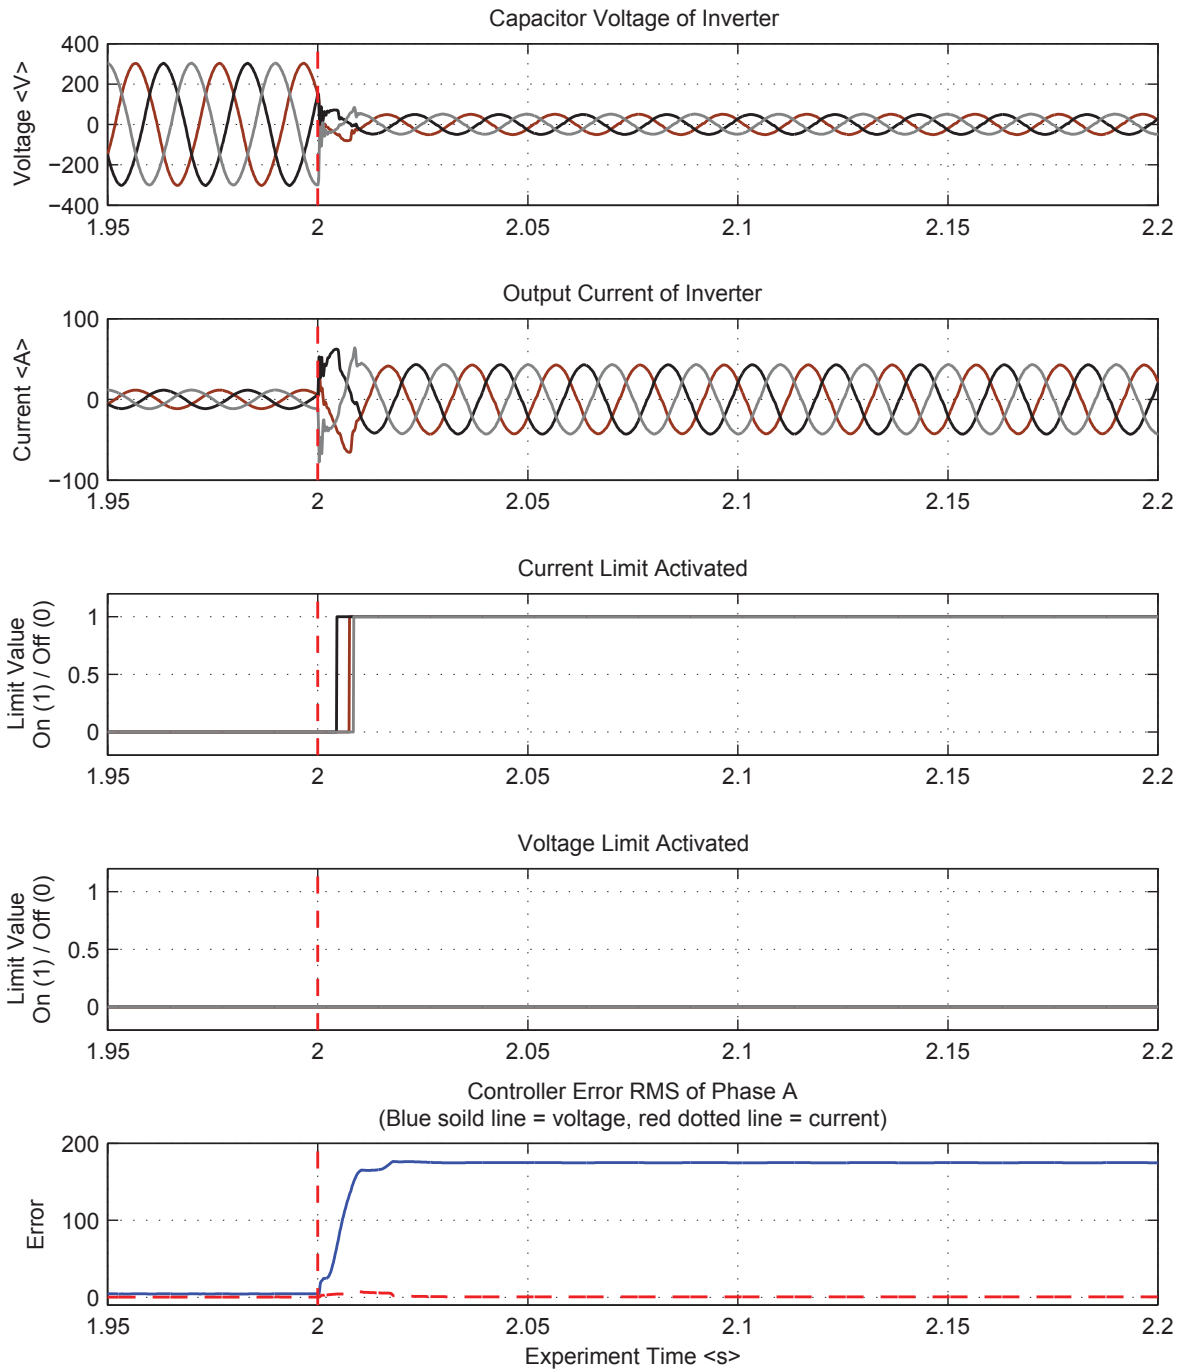 Capacitor Voltage of Inverter
Voltage <V>
400
200
0
−200
−400
1.95 2 2.05 2.1 2.15 2.2
Output Current of Inverter
Current <A>
100
0
−100
1.95 2 2.05 2.1 2.15 2.2
Current Limit Activated
Limit Value
On (1) / Off (0)
1
0.5
0
1.95 2 2.05 2.1 2.15 2.2
Voltage Limit Activated
Limit Value
On (1) / Off (0)
1
0.5
0
1.95 2 2.05 2.1 2.15 2.2
Controller Error RMS of Phase A
(Blue soild line = voltage, red dotted line = current)
Error
200
100
0
1.95 2 2.05 2.1 2.15 2.2
Experiment Time <s>